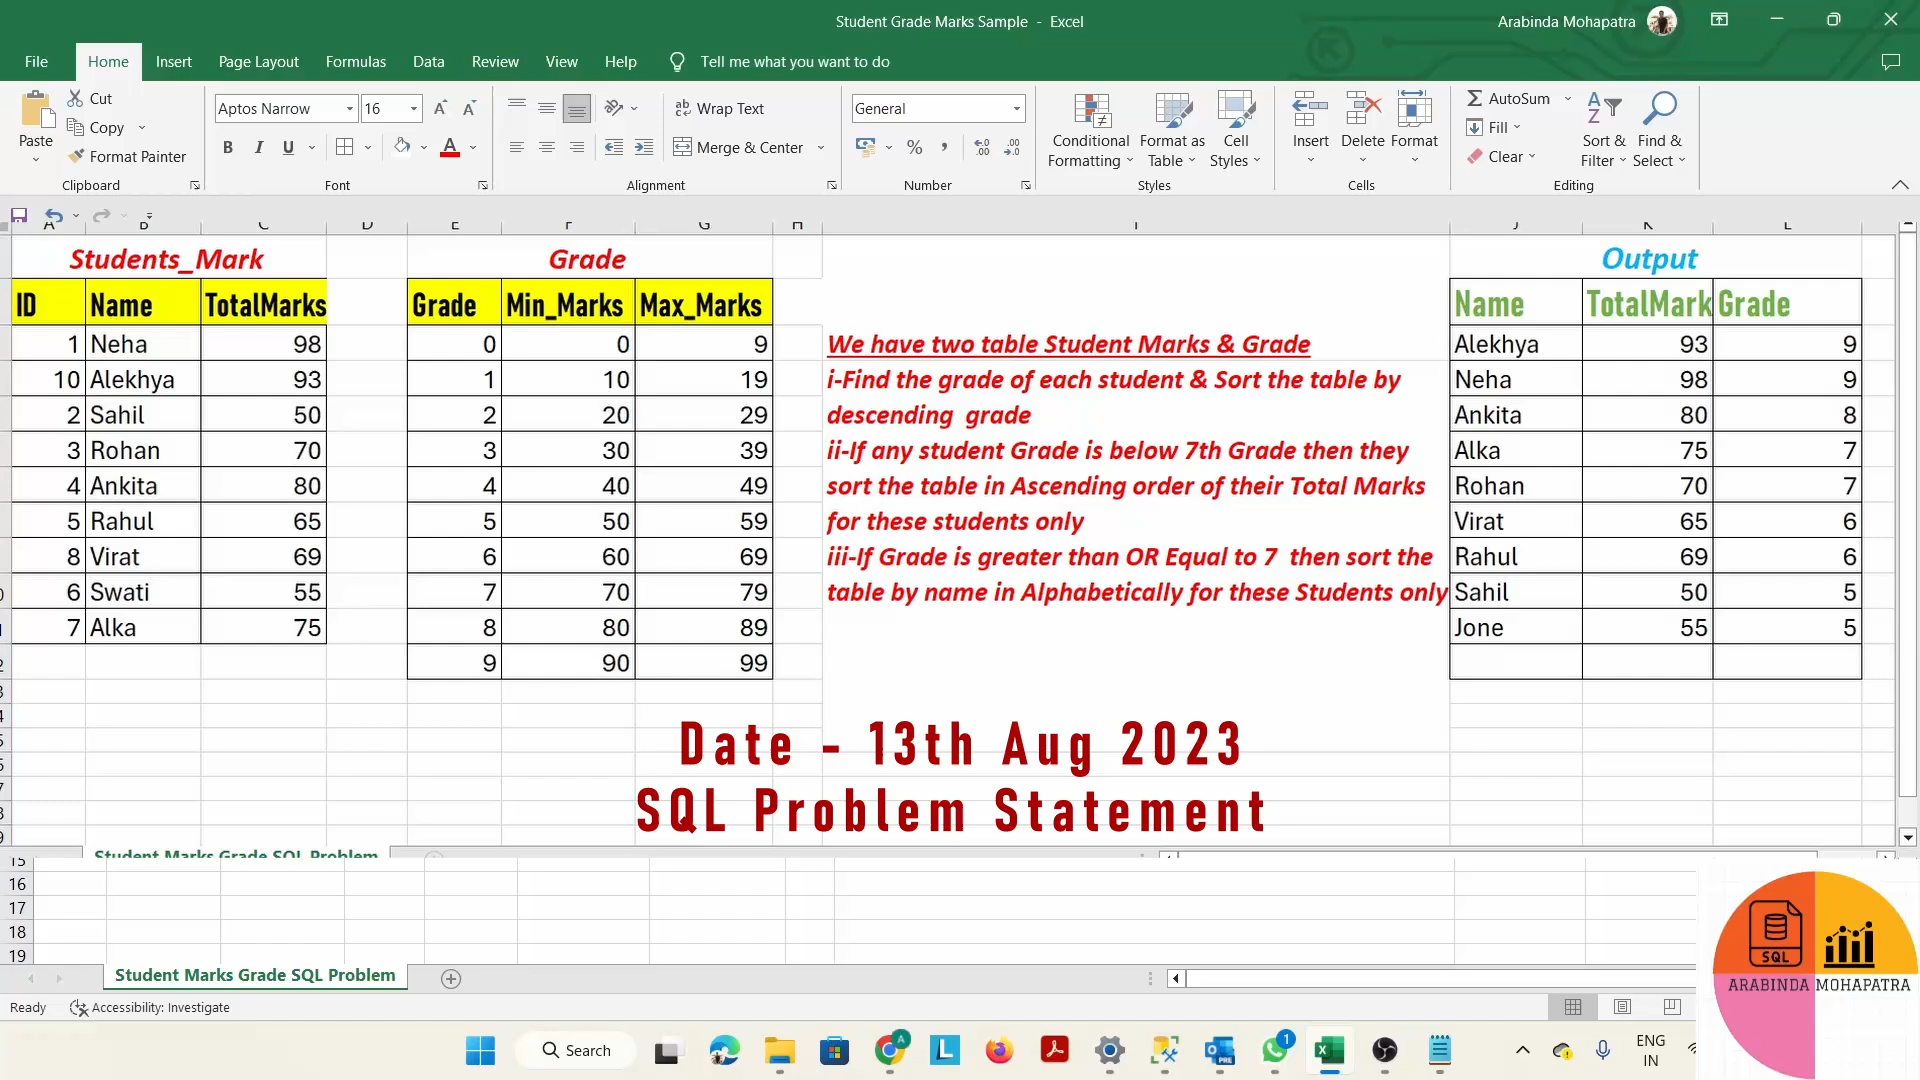 Student Grade Marks Sample - Excel
Arabinda Mohapatra
File Home Insert Page Layout Formulas Data Review View Help Tell me what you want to do
Paste
Cut
Copy
Format Painter
Clipboard
Aptos Narrow 16
B I U
Font
Wrap Text
Merge & Center
Alignment
General
Number
Conditional Formatting
Format as Table
Cell Styles
Styles
Insert Delete Format
Cells
AutoSum
Fill
Clear
Sort & Filter
Find & Select
Editing
A B C D E F G H I J K L
Students_Mark
ID Name TotalMarks
1 Neha 98
10 Alekhya 93
2 Sahil 50
3 Rohan 70
4 Ankita 80
5 Rahul 65
8 Virat 69
6 Swati 55
7 Alka 75
Grade
Grade Min_Marks Max_Marks
0 0 9
1 10 19
2 20 29
3 30 39
4 40 49
5 50 59
6 60 69
7 70 79
8 80 89
9 90 99
We have two table Student Marks & Grade
i-Find the grade of each student & Sort the table by
descending grade
ii-If any student Grade is below 7th Grade then they
sort the table in Ascending order of their Total Marks
for these students only
iii-If Grade is greater than OR Equal to 7 then sort the
table by name in Alphabetically for these Students only
Output
Name TotalMark Grade
Alekhya 93 9
Neha 98 9
Ankita 80 8
Alka 75 7
Rohan 70 7
Virat 65 6
Rahul 69 6
Sahil 50 5
Jone 55 5
Date - 13th Aug 2023
SQL Problem Statement
Student Marks Grade SQL Problem
15
16
17
18
19
Student Marks Grade SQL Problem
Ready Accessibility: Investigate
SQL
ARABINDA MOHAPATRA
Search
ENG
IN